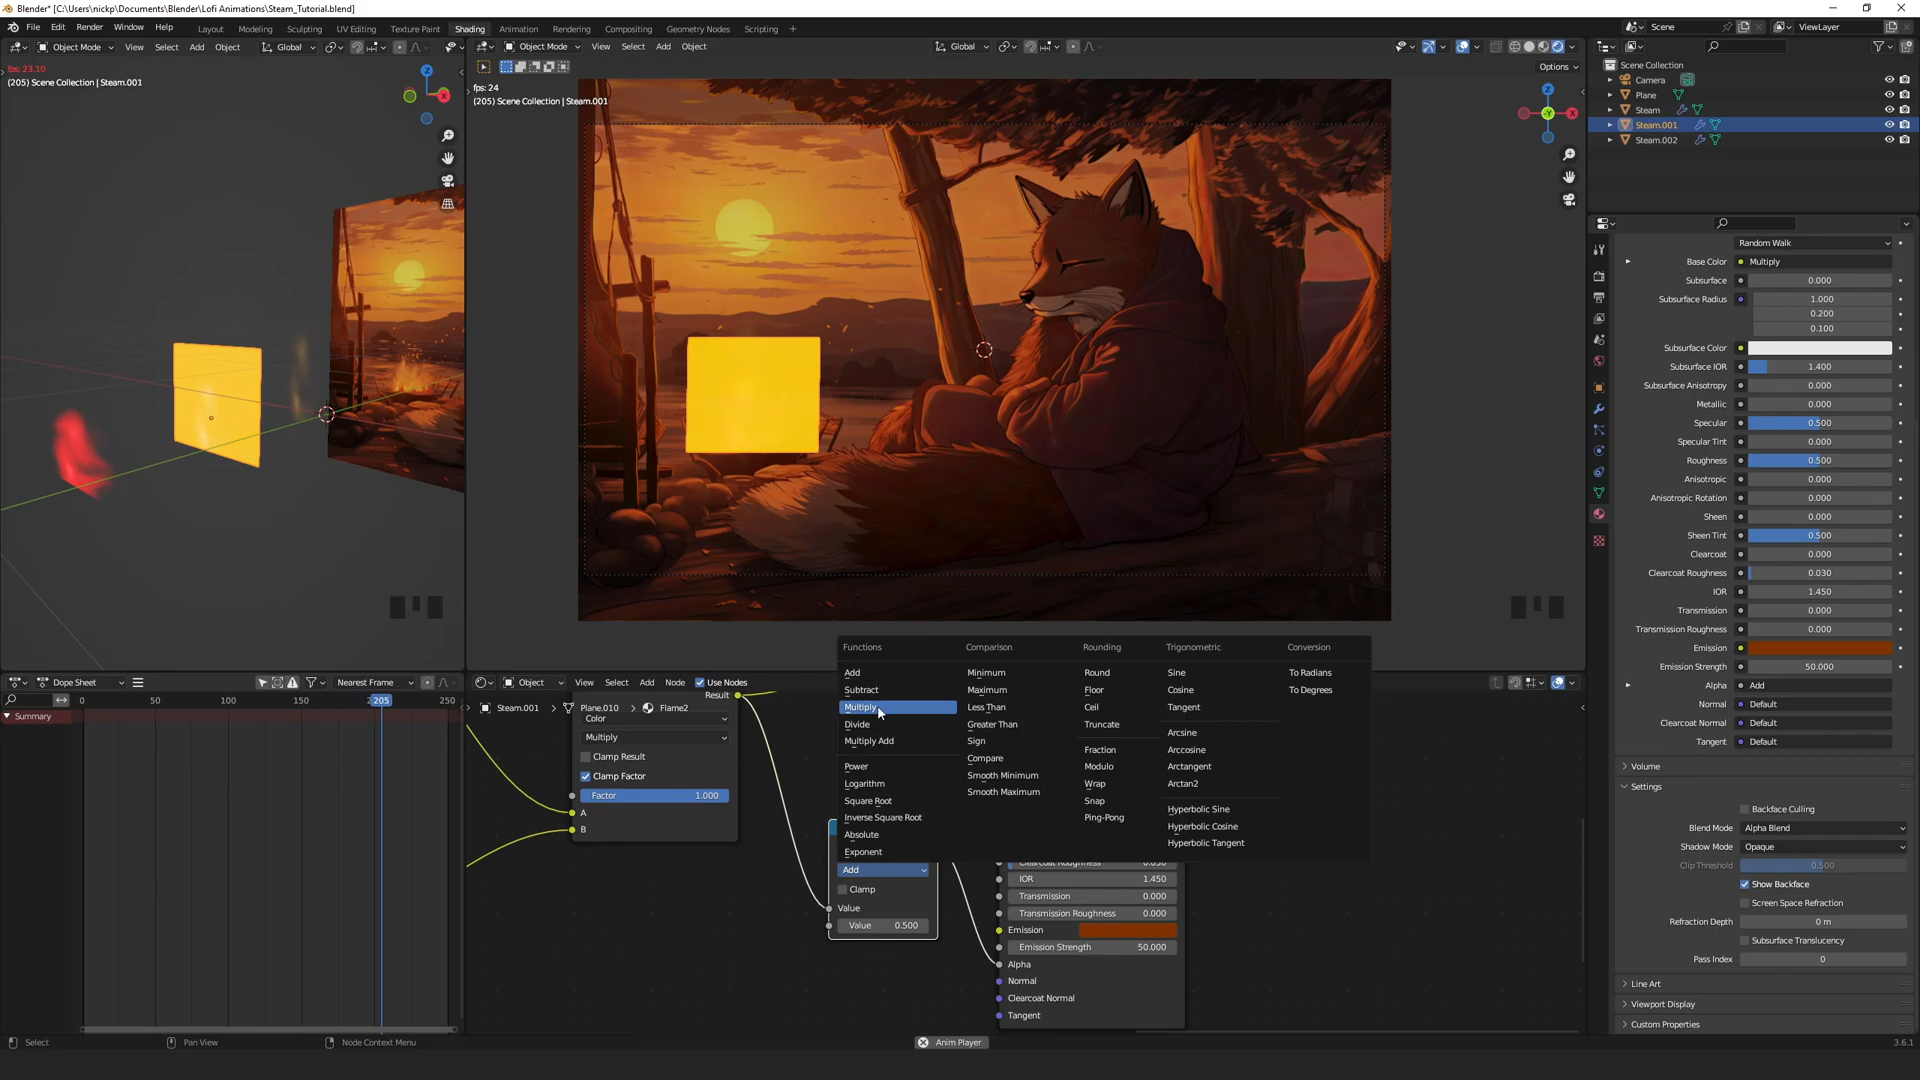 Blender* [C:\Users\nickp\Documents\Blender\Lofi Animations\Steam_Tutorial.blend]
File Edit Render Window Help
Layout Modeling Sculpting UV Editing Texture Paint Shading Animation Rendering Compositing Geometry Nodes Scripting +
Scene
ViewLayer
Object Mode View Select Add Object Global
Object Mode View Select Add Object Global
Options
fps: 23.10
(205) Scene Collection | Steam.001
Z
X
fps: 24
(205) Scene Collection | Steam.001
Z
X
-Y
Scene Collection
Camera
Plane
Steam
Steam.001
Steam.002
Random Walk
Base Color Multiply
Subsurface 0.000
Subsurface Radius 1.000
0.200
0.100
Subsurface Color
Subsurface IOR 1.400
Subsurface Anisotropy 0.000
Metallic 0.000
Specular 0.500
Specular Tint 0.000
Roughness 0.500
Anisotropic 0.000
Anisotropic Rotation 0.000
Sheen 0.000
Sheen Tint 0.500
Clearcoat 0.000
Clearcoat Roughness 0.030
IOR 1.450
Transmission 0.000
Transmission Roughness 0.000
Emission
Emission Strength 50.000
Alpha Add
Normal Default
Clearcoat Normal Default
Tangent Default
Volume
Settings
Backface Culling
Blend Mode Alpha Blend
Shadow Mode Opaque
Clip Threshold 0.500
Show Backface
Screen Space Refraction
Refraction Depth 0 m
Subsurface Translucency
Pass Index 0
Line Art
Viewport Display
Custom Properties
Dope Sheet
Nearest Frame
0 50 100 150 205 250
Summary
Object View Select Add Node Use Nodes
Result
Steam.001 > Plane.010 > Flame2
Color
Multiply
Clamp Result
Clamp Factor
Factor 1.000
A
B
Functions Comparison Rounding Trigonometric Conversion
Add Minimum Round Sine To Radians
Subtract Maximum Floor Cosine To Degrees
Multiply Less Than Ceil Tangent
Divide Greater Than Truncate
Arcsine
Multiply Add Sign
Fraction Arccosine
Compare
Power Modulo Arctangent
Logarithm Smooth Minimum Wrap Arctan2
Square Root Smooth Maximum Snap
Hyperbolic Sine
Inverse Square Root Ping-Pong
Hyperbolic Cosine
Absolute
Hyperbolic Tangent
Exponent
Add
Clamp
Value
Value 0.500
Clearcoat Roughness 0.030
IOR 1.450
Transmission 0.000
Transmission Roughness 0.000
Emission
Emission Strength 50.000
Alpha
Normal
Clearcoat Normal
Tangent
Select Pan View Node Context Menu
Anim Player
3.6.1